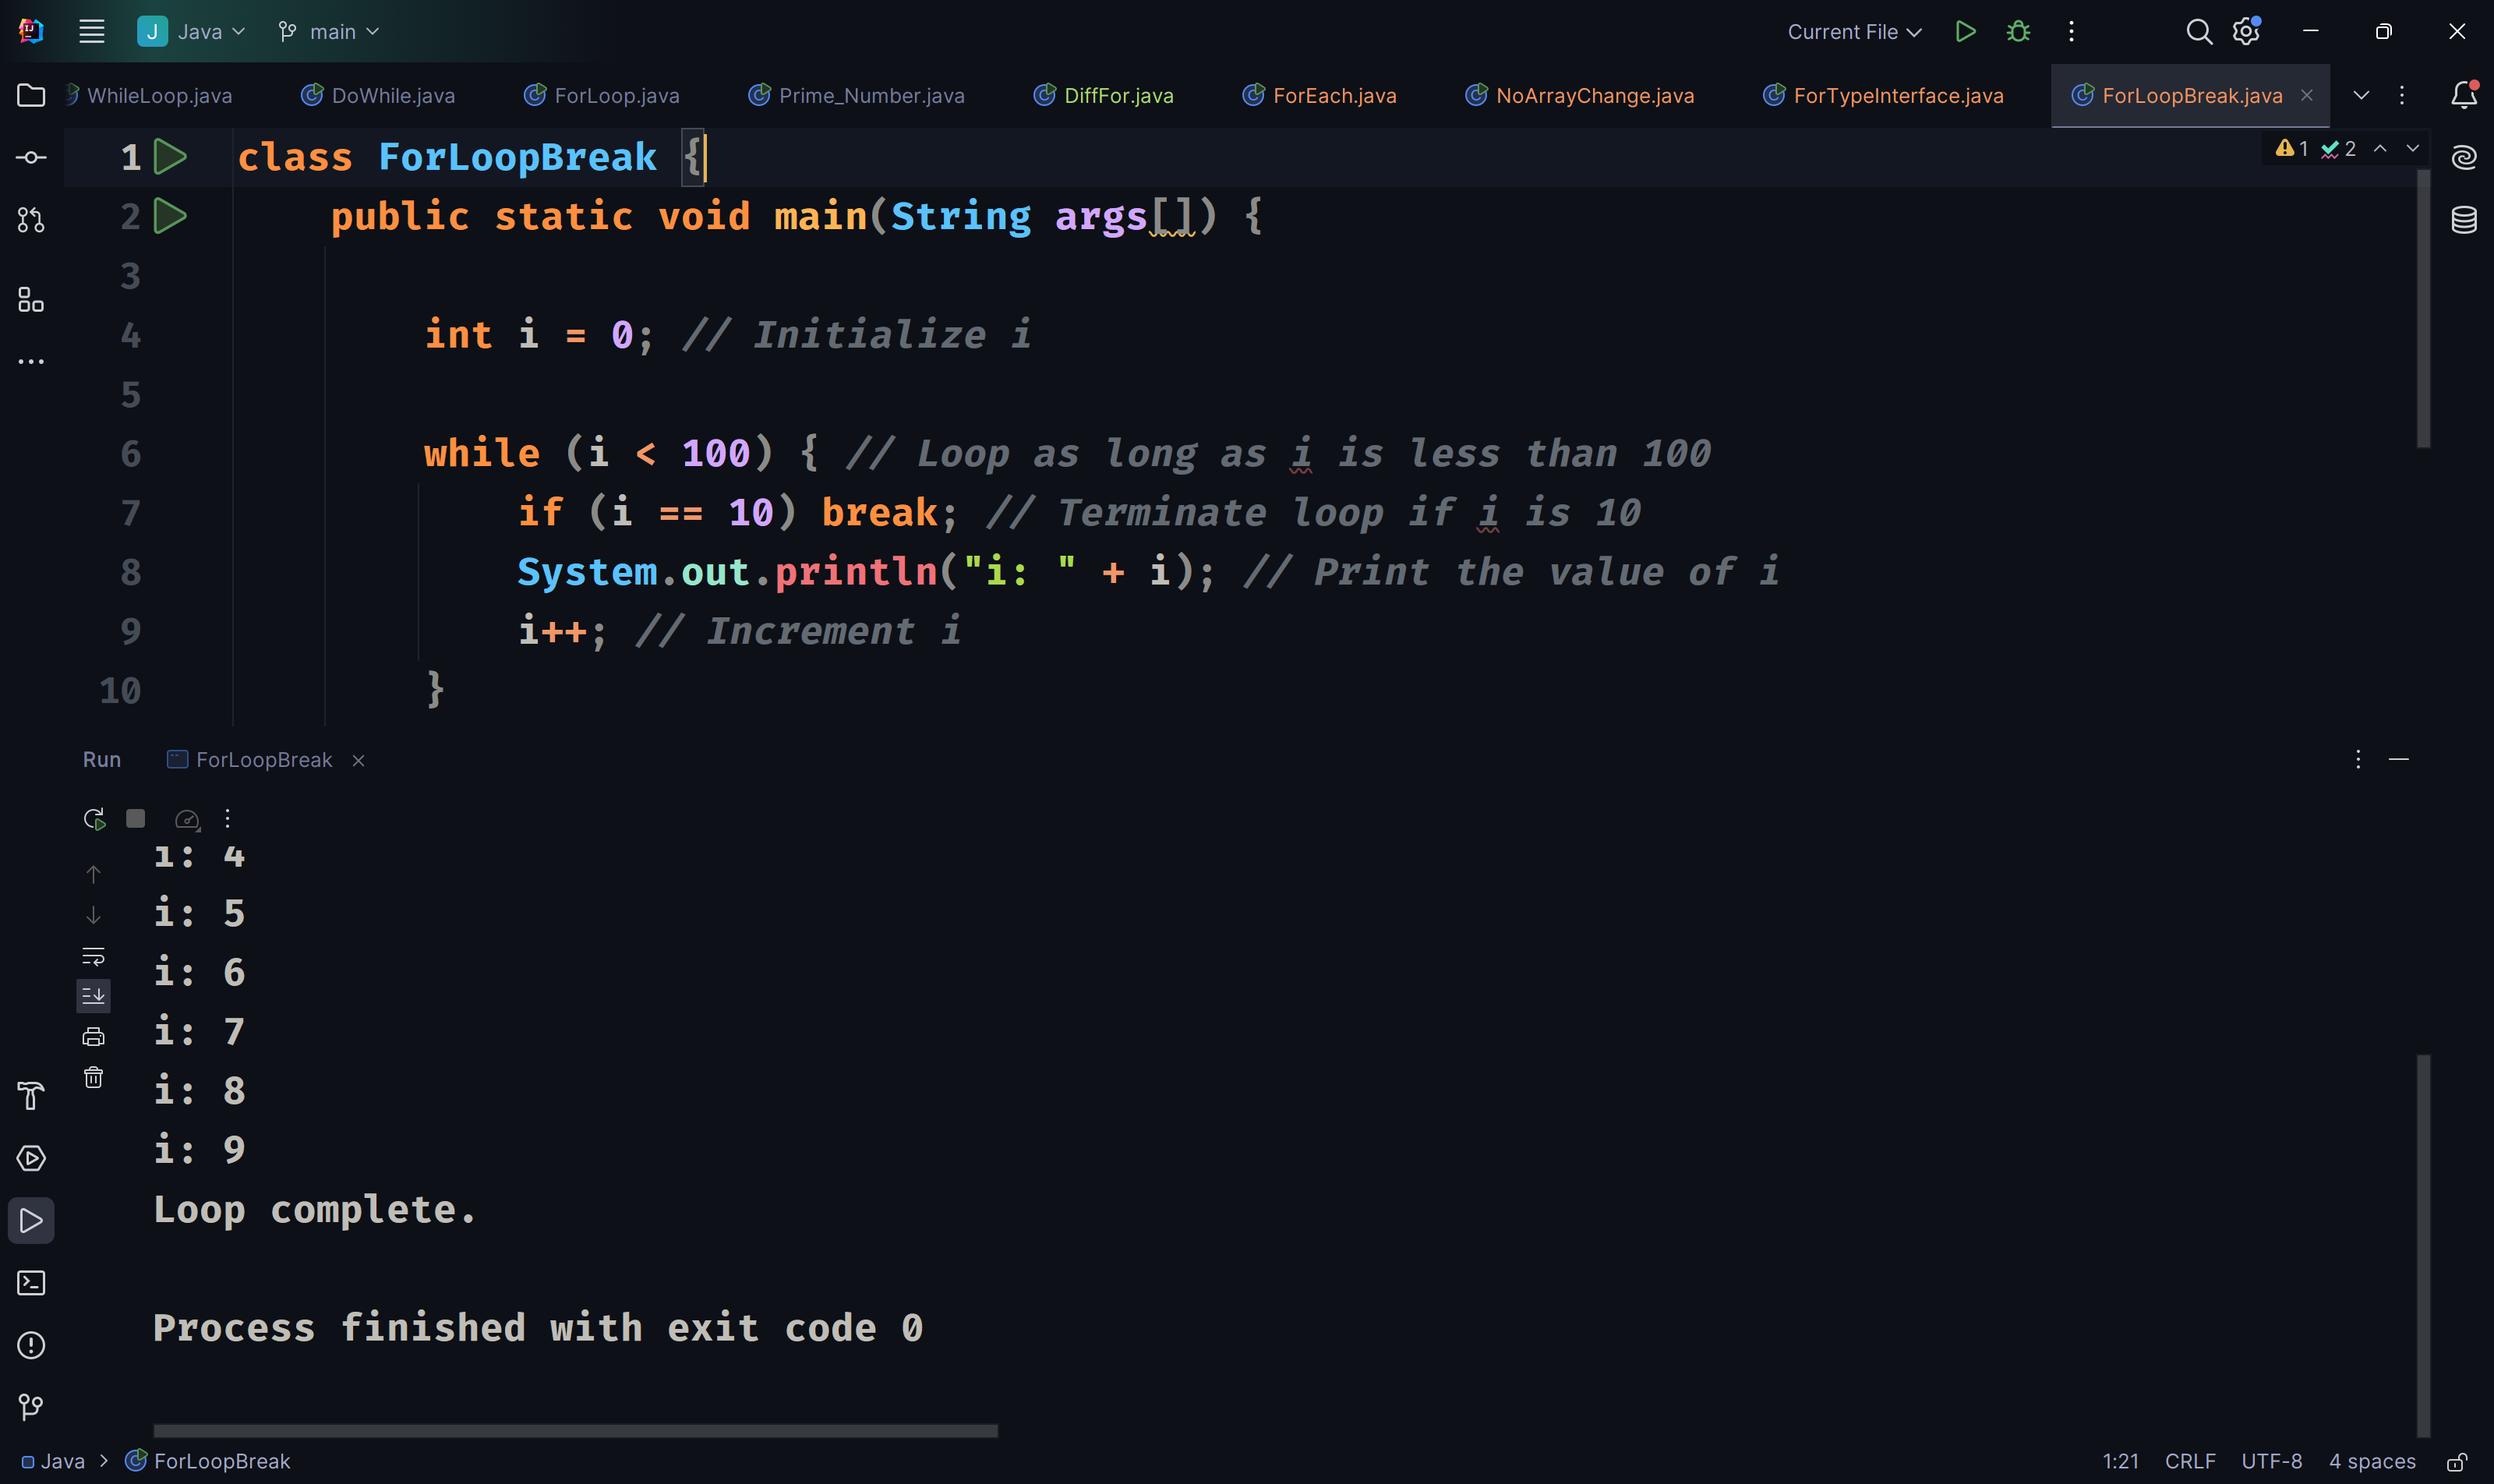 J Java main Current File
WhileLoop.java DoWhile.java ForLoop.java Prime_Number.java DiffFor.java ForEach.java NoArrayChange.java ForTypeInterface.java ForLoopBreak.java
1 class ForLoopBreak { 1 2
2 public static void main(String args[]) {
3
4 int i = 0; // Initialize i
5
6 while (i < 100) { // Loop as long as i is less than 100
7 if (i == 10) break; // Terminate loop if i is 10
8 System.out.println("i: " + i); // Print the value of i
9 i++; // Increment i
10 }
Run ForLoopBreak
i: 4
i: 5
i: 6
i: 7
i: 8
i: 9
Loop complete.
Process finished with exit code 0
Java > ForLoopBreak 1:21 CRLF UTF-8 4 spaces